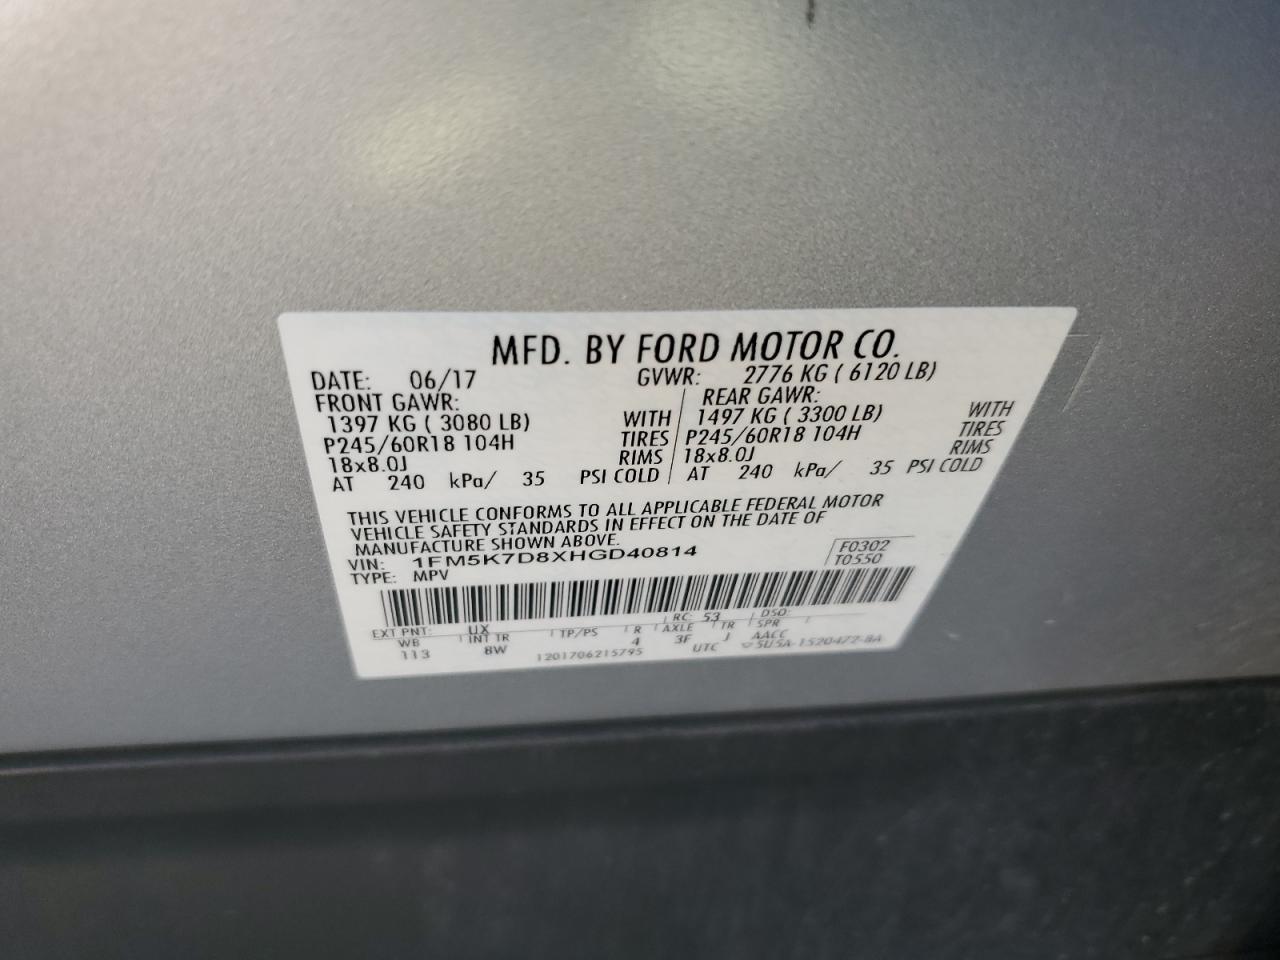 MFD. BY FORD MOTOR CO.
DATE: 06/17 GVWR: 2776 KG ( 6120 LB)
FRONT GAWR: REAR GAWR:
1397 KG ( 3080 LB) WITH 1497 KG ( 3300 LB) WITH
P245/60R18 104H TIRES P245/60R18 104H TIRES
18x8.0J RIMS 18x8.0J RIMS
AT 240 kPa/ 35 PSI COLD AT 240 kPa/ 35 PSI COLD
THIS VEHICLE CONFORMS TO ALL APPLICABLE FEDERAL MOTOR
VEHICLE SAFETY STANDARDS IN EFFECT ON THE DATE OF
MANUFACTURE SHOWN ABOVE.
VIN: 1FM5K7D8XHGD40814 F0302
TYPE: MPV T0550
EXT PNT: UX RC: 53 DSO:
WB INT TR TP/PS R AXLE TR SPR
113 8W 4 3F J AACC
1201706215795 UTC 5U5A-1520472-BA